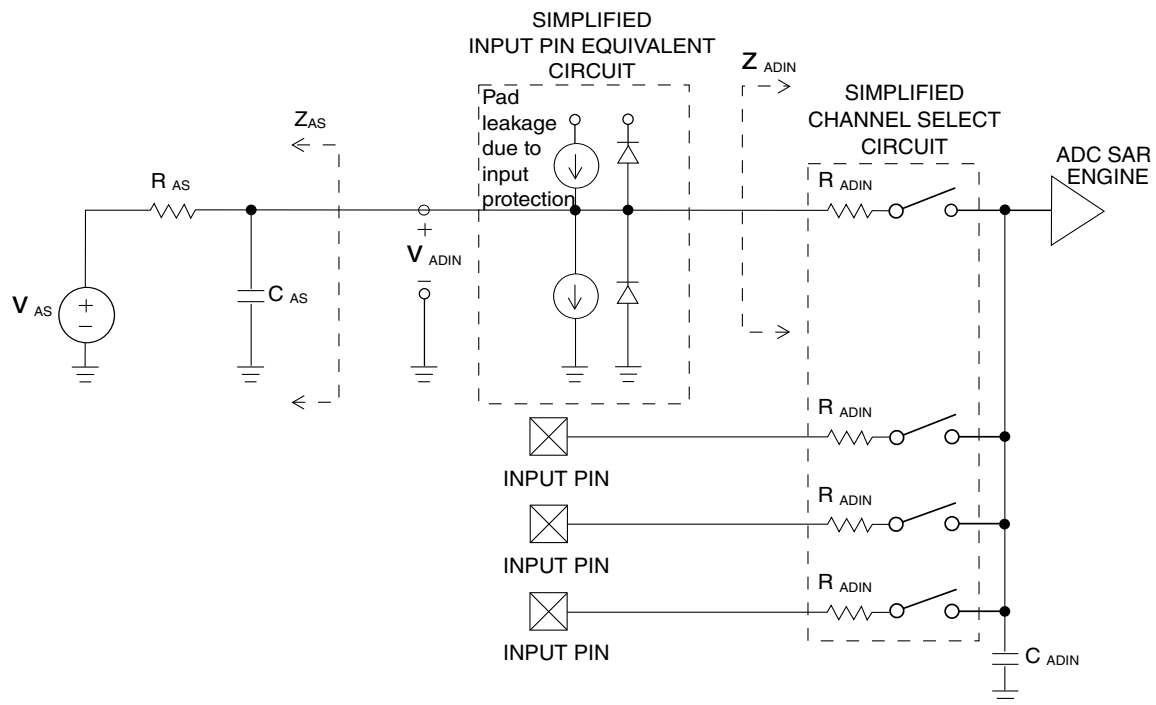 SIMPLIFIED
INPUT PIN EQUIVALENT
CIRCUIT
Pad
leakage
due to
input
protection
Z ADIN
SIMPLIFIED
CHANNEL SELECT
CIRCUIT
ADC SAR
ENGINE
ZAS
R AS
R ADIN
+
V ADIN
–
V AS
+
–
C AS
R ADIN
INPUT PIN
R ADIN
INPUT PIN
R ADIN
INPUT PIN
C ADIN